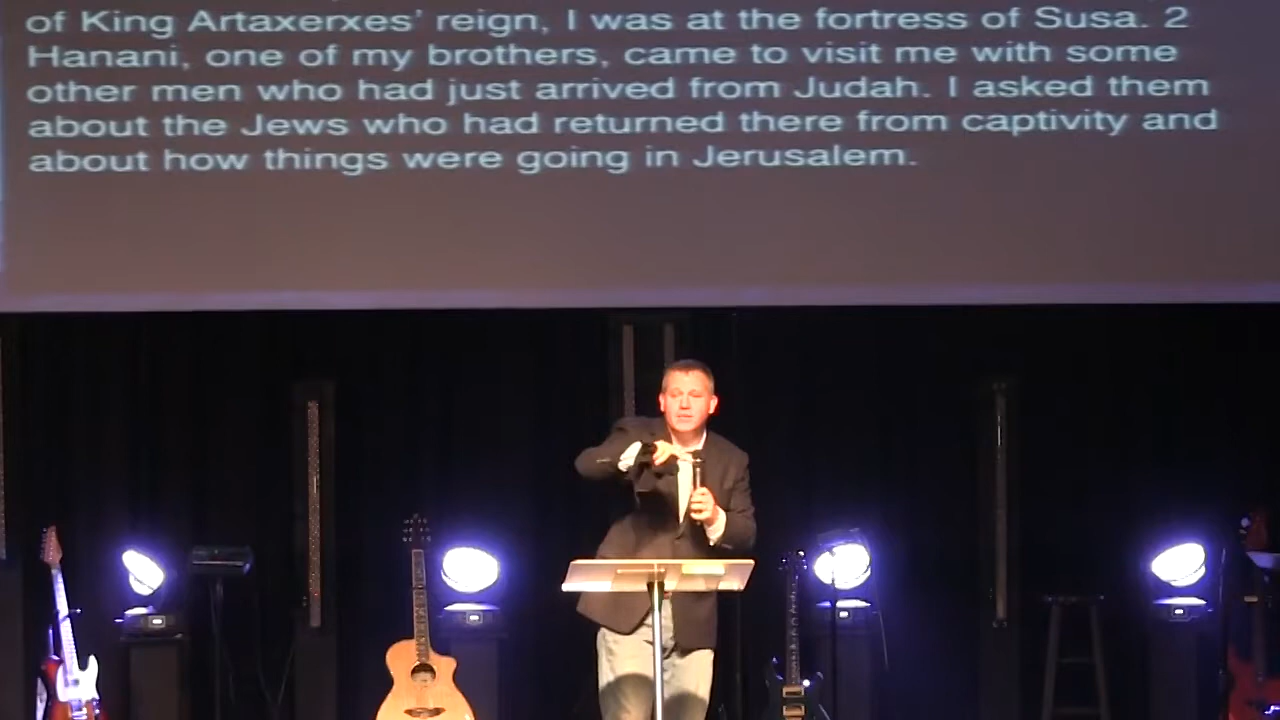 of King Artaxerxes’ reign, I was at the fortress of Susa. 2
Hanani, one of my brothers, came to visit me with some
other men who had just arrived from Judah. I asked them
about the Jews who had returned there from captivity and
about how things were going in Jerusalem.